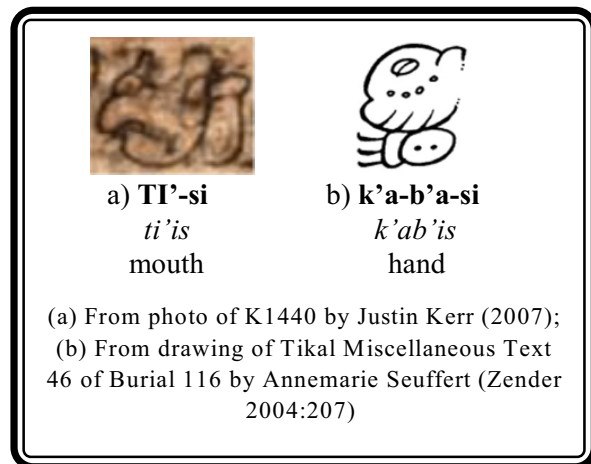 a) TI’-si
ti’is
mouth
b) k’a-b’a-si
k’ab’is
hand
(a) From photo of K1440 by Justin Kerr (2007);
(b) From drawing of Tikal Miscellaneous Text
46 of Burial 116 by Annemarie Seuffert (Zender
2004:207)